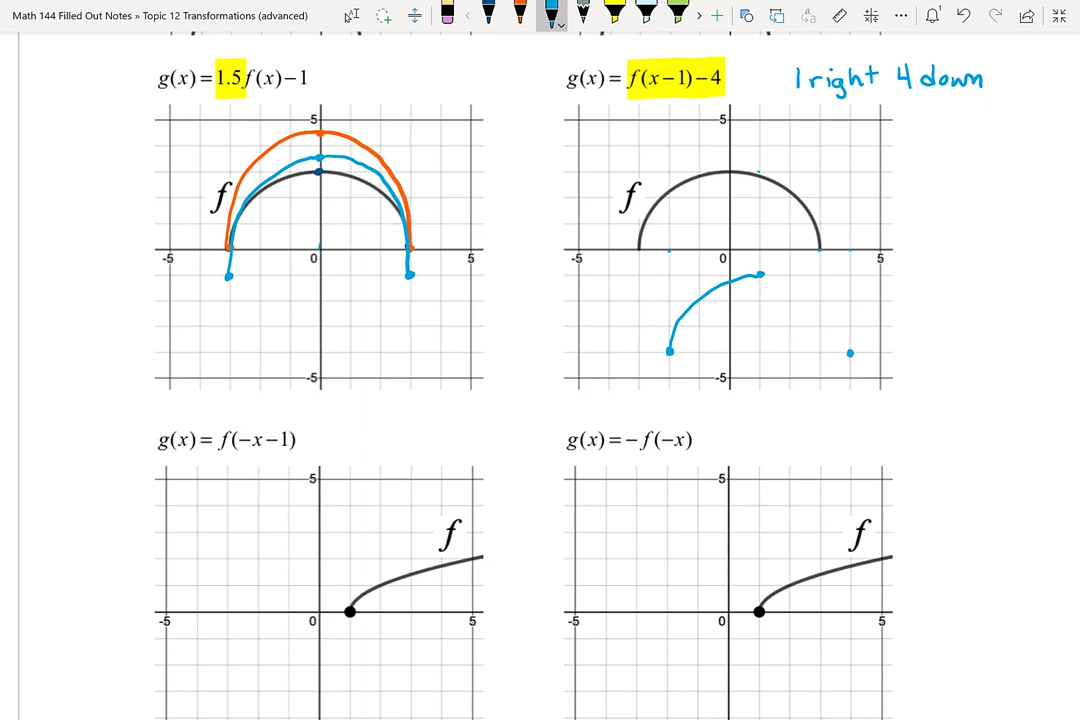 Math 144 Filled Out Notes » Topic 12 Transformations (advanced)
g(x)=1.5f(x)−1
g(x)=f(x−1)−4
1 right 4 down
5
f
-5
0
5
-5
5
f
-5
0
5
-5
g(x)=f(−x−1)
g(x)=−f(−x)
5
f
-5
0
5
5
f
-5
0
5